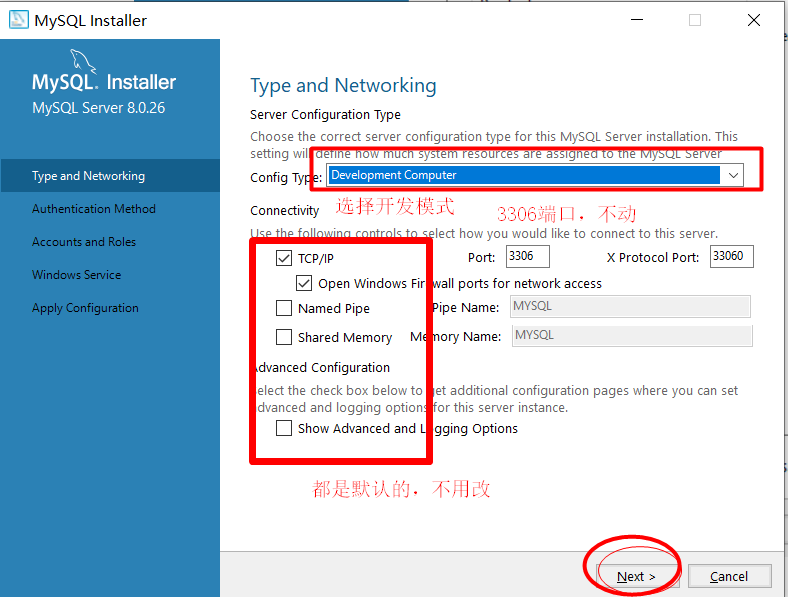 MySQL Installer
MySQL. Installer
MySQL Server 8.0.26
Type and Networking
Authentication Method
Accounts and Roles
Windows Service
Apply Configuration
Type and Networking
Server Configuration Type
Choose the correct server configuration type for this MySQL Server installation. This
setting will define how much system resources are assigned to the MySQL Server
Config Type: Development Computer
选择开发模式 3306端口，不动
Connectivity
Use the following controls to select how you would like to connect to this server.
TCP/IP Port: 3306 X Protocol Port: 33060
Open Windows Firewall ports for network access
Named Pipe Pipe Name: MYSQL
Shared Memory Memory Name: MYSQL
Advanced Configuration
Select the check box below to get additional configuration pages where you can set
advanced and logging options for this server instance.
Show Advanced and Logging Options
都是默认的，不用改
Next > Cancel